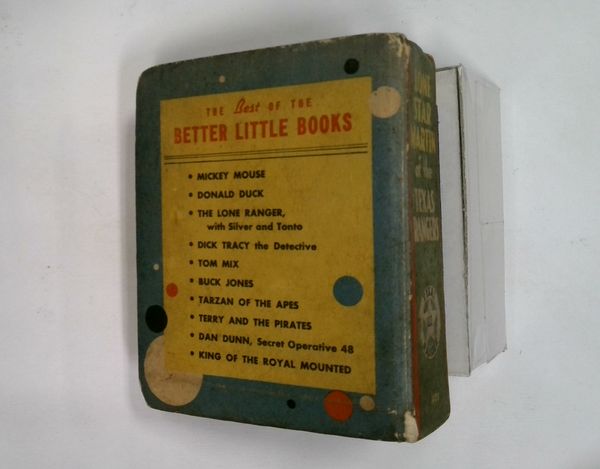 THE Best OF THE
BETTER LITTLE BOOKS
• MICKEY MOUSE
• DONALD DUCK
• THE LONE RANGER,
with Silver and Tonto
• DICK TRACY the Detective
• TOM MIX
• BUCK JONES
• TARZAN OF THE APES
• TERRY AND THE PIRATES
• DAN DUNN, Secret Operative 48
• KING OF THE ROYAL MOUNTED
LONE
STAR
MARTIN
of the
TEXAS
RANGERS